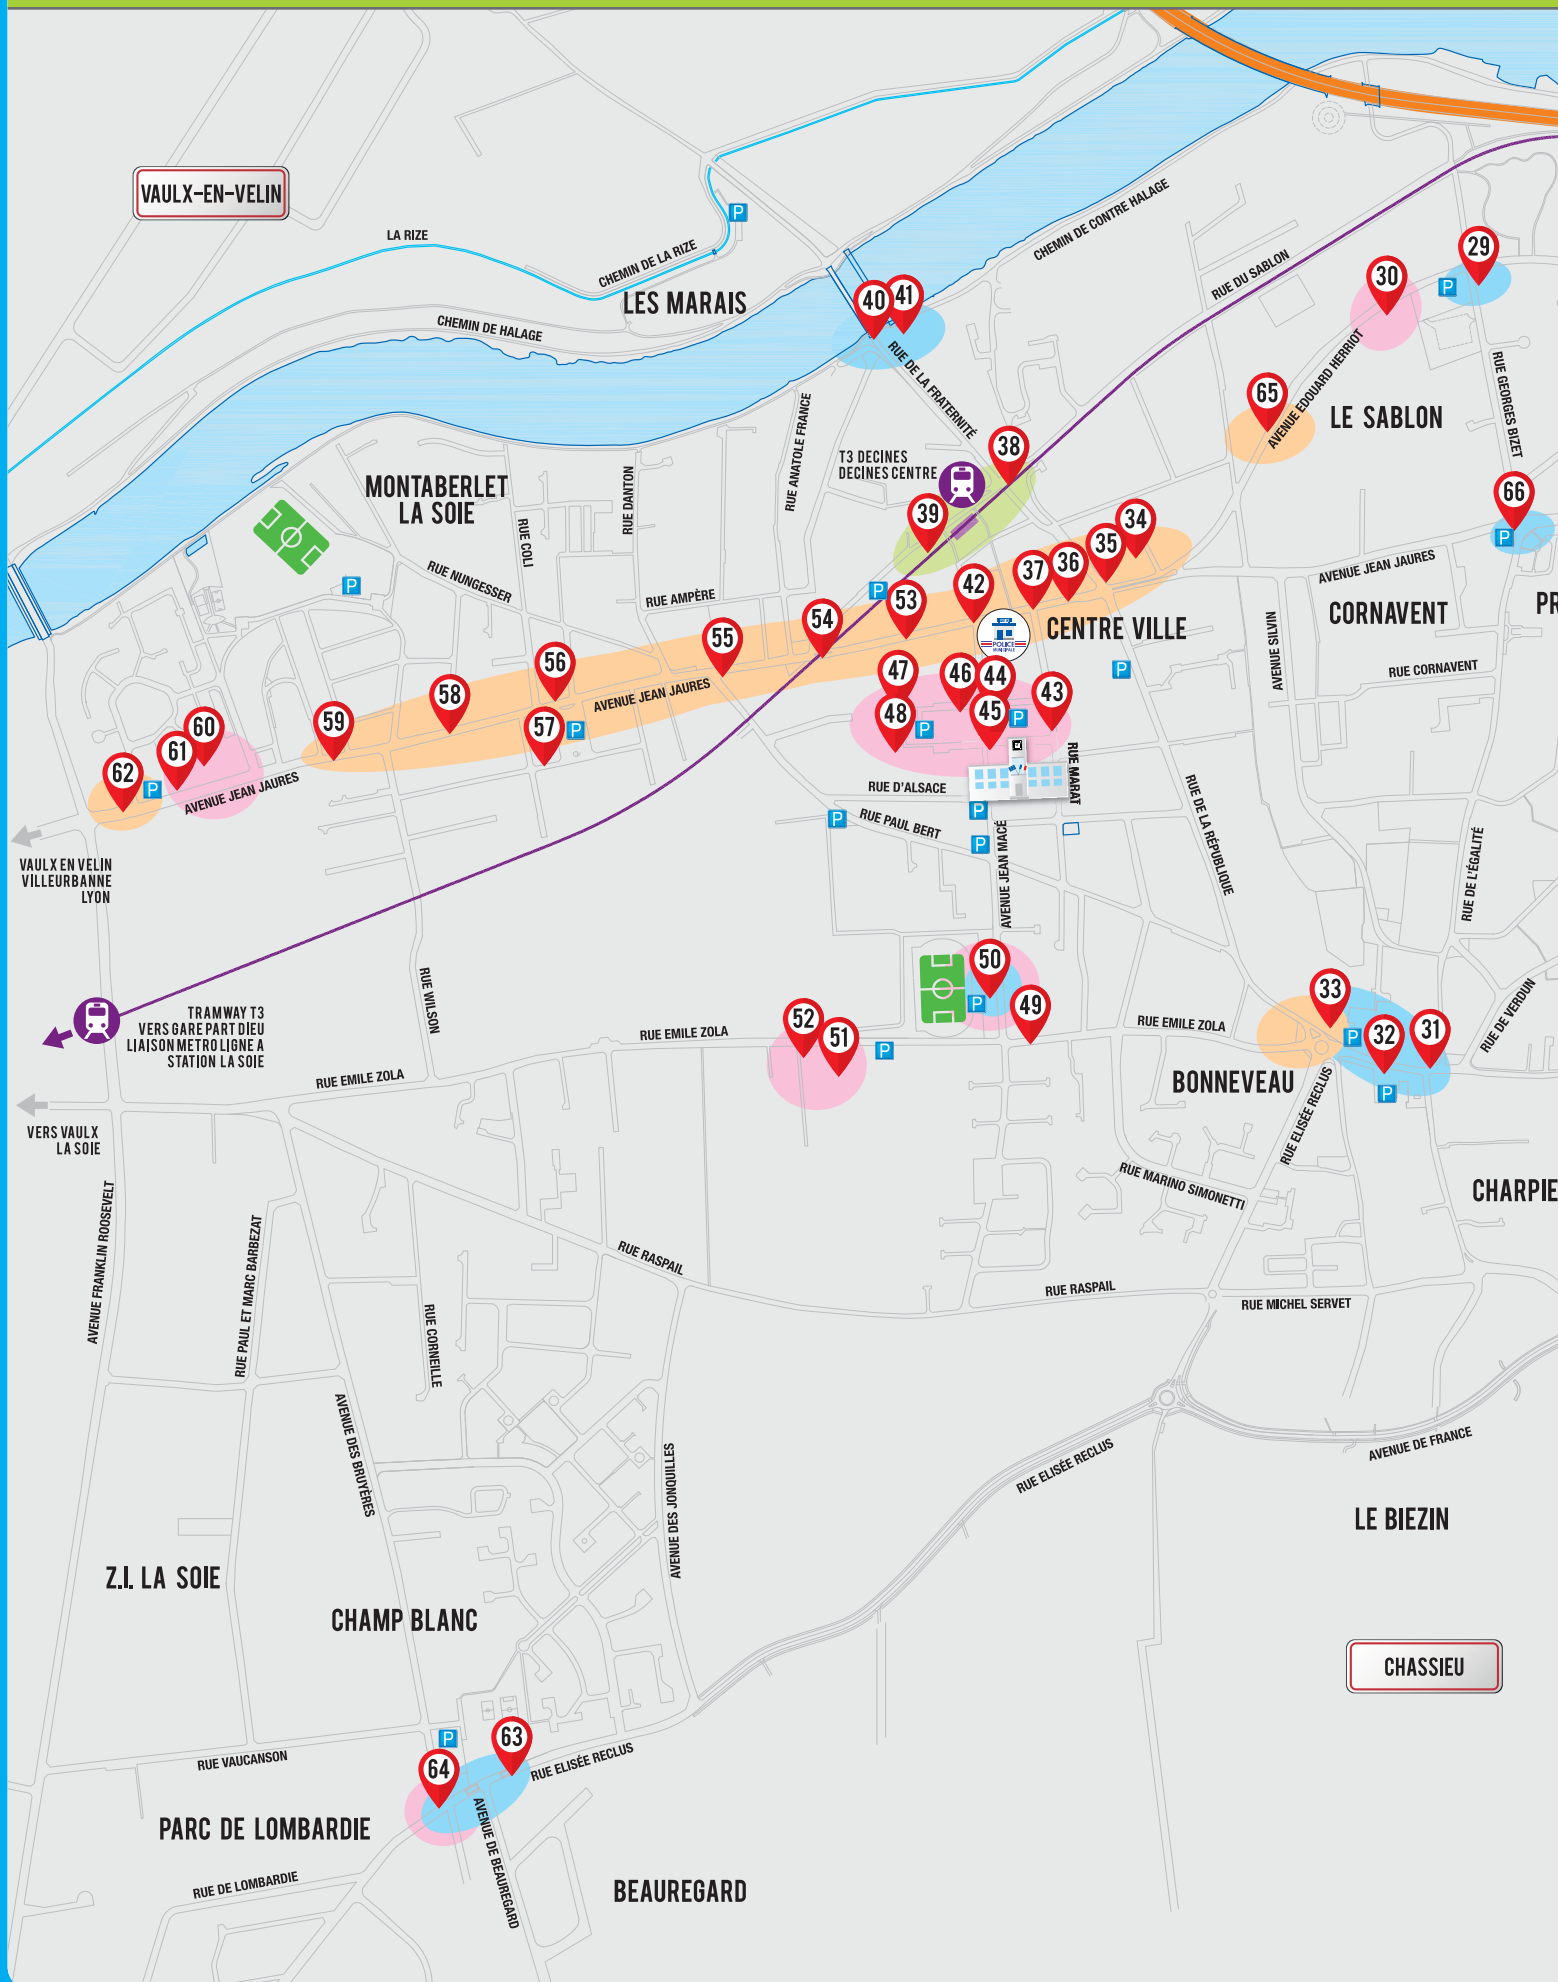 VAULX-EN-VELIN
LA RIZE
CHEMIN DE LA RIZE
P
LES MARAIS
CHEMIN DE HALAGE
CHEMIN DE CONTRE HALAGE
RUE DU SABLON
29
30
P
40
41
RUE DE LA FRATERNITÉ
AVENUE EDOUARD HERRIOT
RUE GEORGES BIZET
65
LE SABLON
RUE ANATOLE FRANCE
T3 DECINES
DECINES CENTRE
38
39
66
P
MONTABERLET
LA SOIE
RUE DANTON
RUE COLI
34
35
36
37
AVENUE JEAN JAURES
CORNAVENT
PR
P
RUE NUNGESSER
RUE AMPÈRE
P
53
42
POLICE
MUNICIPALE
CENTRE VILLE
AVENUE SILVIN
RUE CORNAVENT
54
55
56
57
P
58
59
AVENUE JEAN JAURES
47
46
44
43
48
P
45
P
P
60
61
62
P
AVENUE JEAN JAURES
RUE MARAT
RUE D'ALSACE
P
P
RUE PAUL BERT
P
AVENUE JEAN MACÉ
RUE DE LA RÉPUBLIQUE
RUE DE L'ÉGALITÉ
VAULX EN VELIN
VILLEURBANNE
LYON
RUE WILSON
50
P
49
TRAMWAY T3
VERS GARE PART DIEU
LIAISON METRO LIGNE A
STATION LA SOIE
52
51
P
RUE EMILE ZOLA
RUE EMILE ZOLA
RUE EMILE ZOLA
33
P
32
31
P
RUE DE VERDUN
BONNEVEAU
RUE ELISÉE RECLUS
VERS VAULX
LA SOIE
RUE MARINO SIMONETTI
CHARPIE
AVENUE FRANKLIN ROOSEVELT
RUE PAUL ET MARC BARBEZAT
RUE RASPAIL
RUE RASPAIL
RUE MICHEL SERVET
RUE CORNEILLE
AVENUE DES BRUYÈRES
AVENUE DES JONQUILLES
RUE ELISÉE RECLUS
AVENUE DE FRANCE
LE BIEZIN
Z.I. LA SOIE
CHAMP BLANC
CHASSIEU
P
63
64
RUE VAUCANSON
RUE ELISÉE RECLUS
PARC DE LOMBARDIE
AVENUE DE BEAUREGARD
RUE DE LOMBARDIE
BEAUREGARD